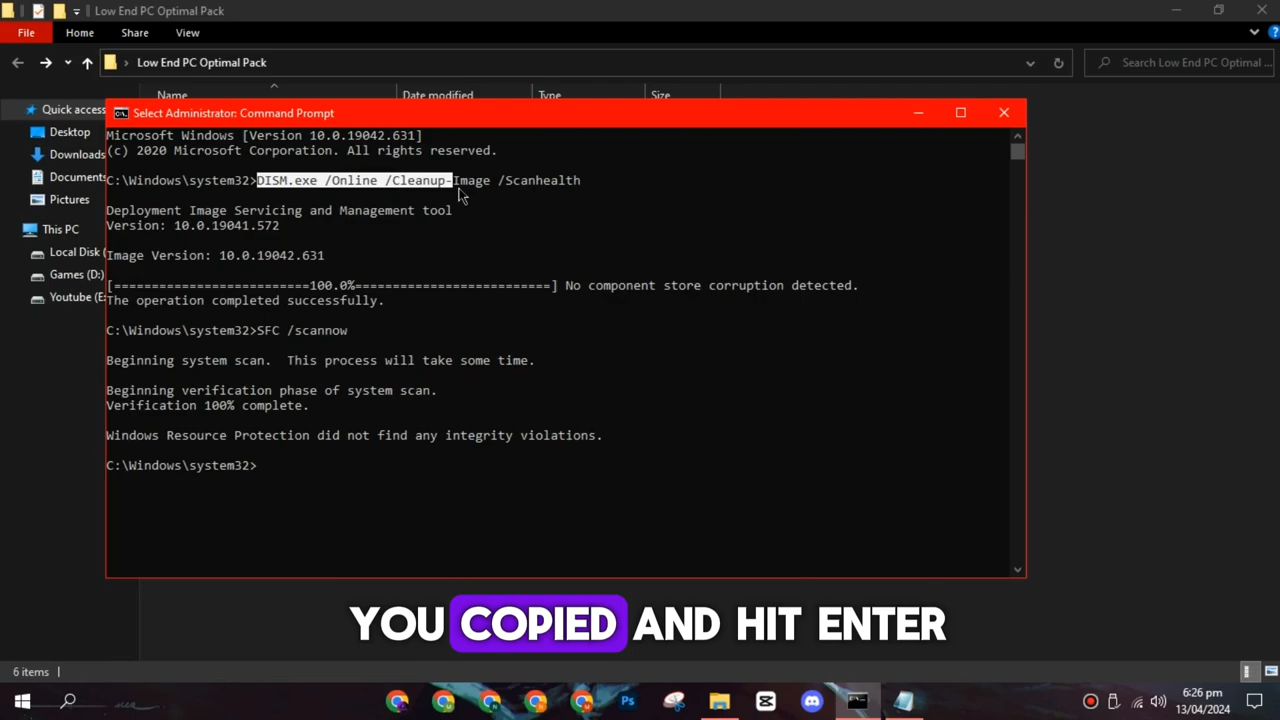 Low End PC Optimal Pack
File Home Share View
Low End PC Optimal Pack
Search Low End PC Optimal ...
Name Date modified Type Size
Quick access
Desktop
Downloads
Documents
Pictures
This PC
Local Disk (
Games (D:)
Youtube (E:
Select Administrator: Command Prompt
Microsoft Windows [Version 10.0.19042.631]
(c) 2020 Microsoft Corporation. All rights reserved.
C:\Windows\system32>DISM.exe /Online /Cleanup-Image /Scanhealth
Deployment Image Servicing and Management tool
Version: 10.0.19041.572
Image Version: 10.0.19042.631
[==========================100.0%==========================] No component store corruption detected.
The operation completed successfully.
C:\Windows\system32>SFC /scannow
Beginning system scan.  This process will take some time.
Beginning verification phase of system scan.
Verification 100% complete.
Windows Resource Protection did not find any integrity violations.
C:\Windows\system32>
YOU COPIED AND HIT ENTER
6 items
Ps
6:26 pm
13/04/2024